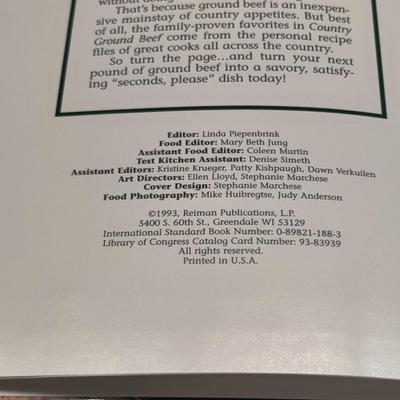 without
That's because ground beef is an inexpen-
sive mainstay of country appetites. But best
of all, the family-proven favorites in Country
Ground Beef come from the personal recipe
files of great cooks all across the country.
So turn the page...and turn your next
pound of ground beef into a savory, satisfy-
ing “seconds, please” dish today!
Editor: Linda Piepenbrink
Food Editor: Mary Beth Jung
Assistant Food Editor: Coleen Martin
Test Kitchen Assistant: Denise Simeth
Assistant Editors: Kristine Krueger, Patty Kishpaugh, Dawn Verkuilen
Art Directors: Ellen Lloyd, Stephanie Marchese
Cover Design: Stephanie Marchese
Food Photography: Mike Huibregtse, Judy Anderson
©1993, Reiman Publications, L.P.
5400 S. 60th St., Greendale WI 53129
International Standard Book Number: 0-89821-188-3
Library of Congress Catalog Card Number: 93-83939
All rights reserved.
Printed in U.S.A.